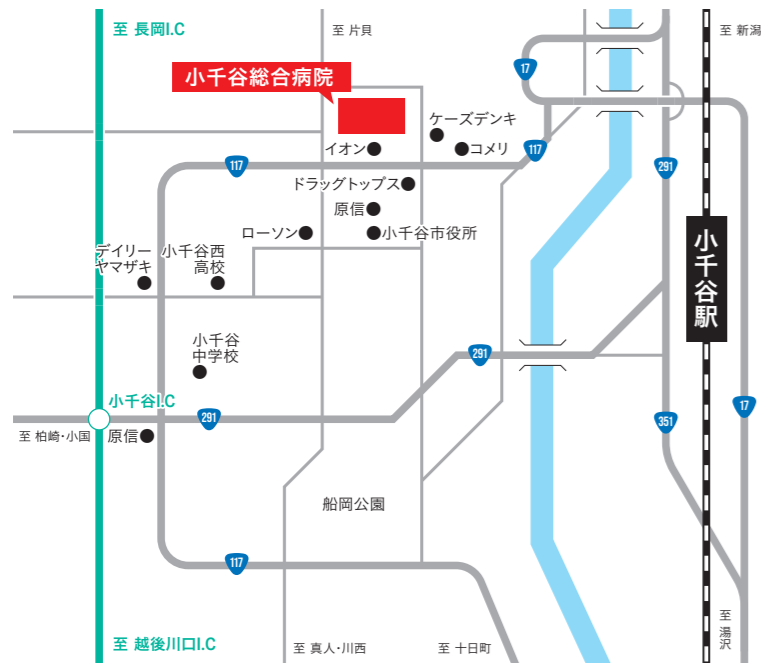 至 長岡I.C
至 片貝
至 新潟
小千谷総合病院
17
ケーズデンキ
イオン
コメリ
117
117
291
ドラッグトップス
原信
ローソン
小千谷市役所
デイリー
ヤマザキ
小千谷西
高校
小千谷駅
小千谷
中学校
291
小千谷I.C
291
351
17
至 柏崎・小国
原信
船岡公園
117
至 越後川口I.C
至 真人・川西
至 十日町
至 湯沢